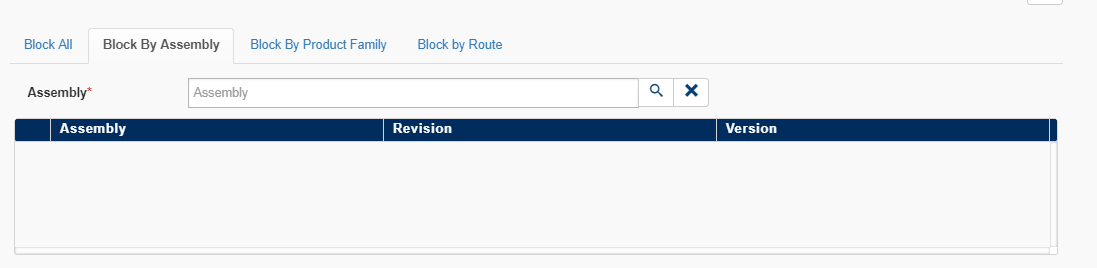 Block All Block By Assembly Block By Product Family Block by Route
Assembly* Assembly
Assembly Revision Version